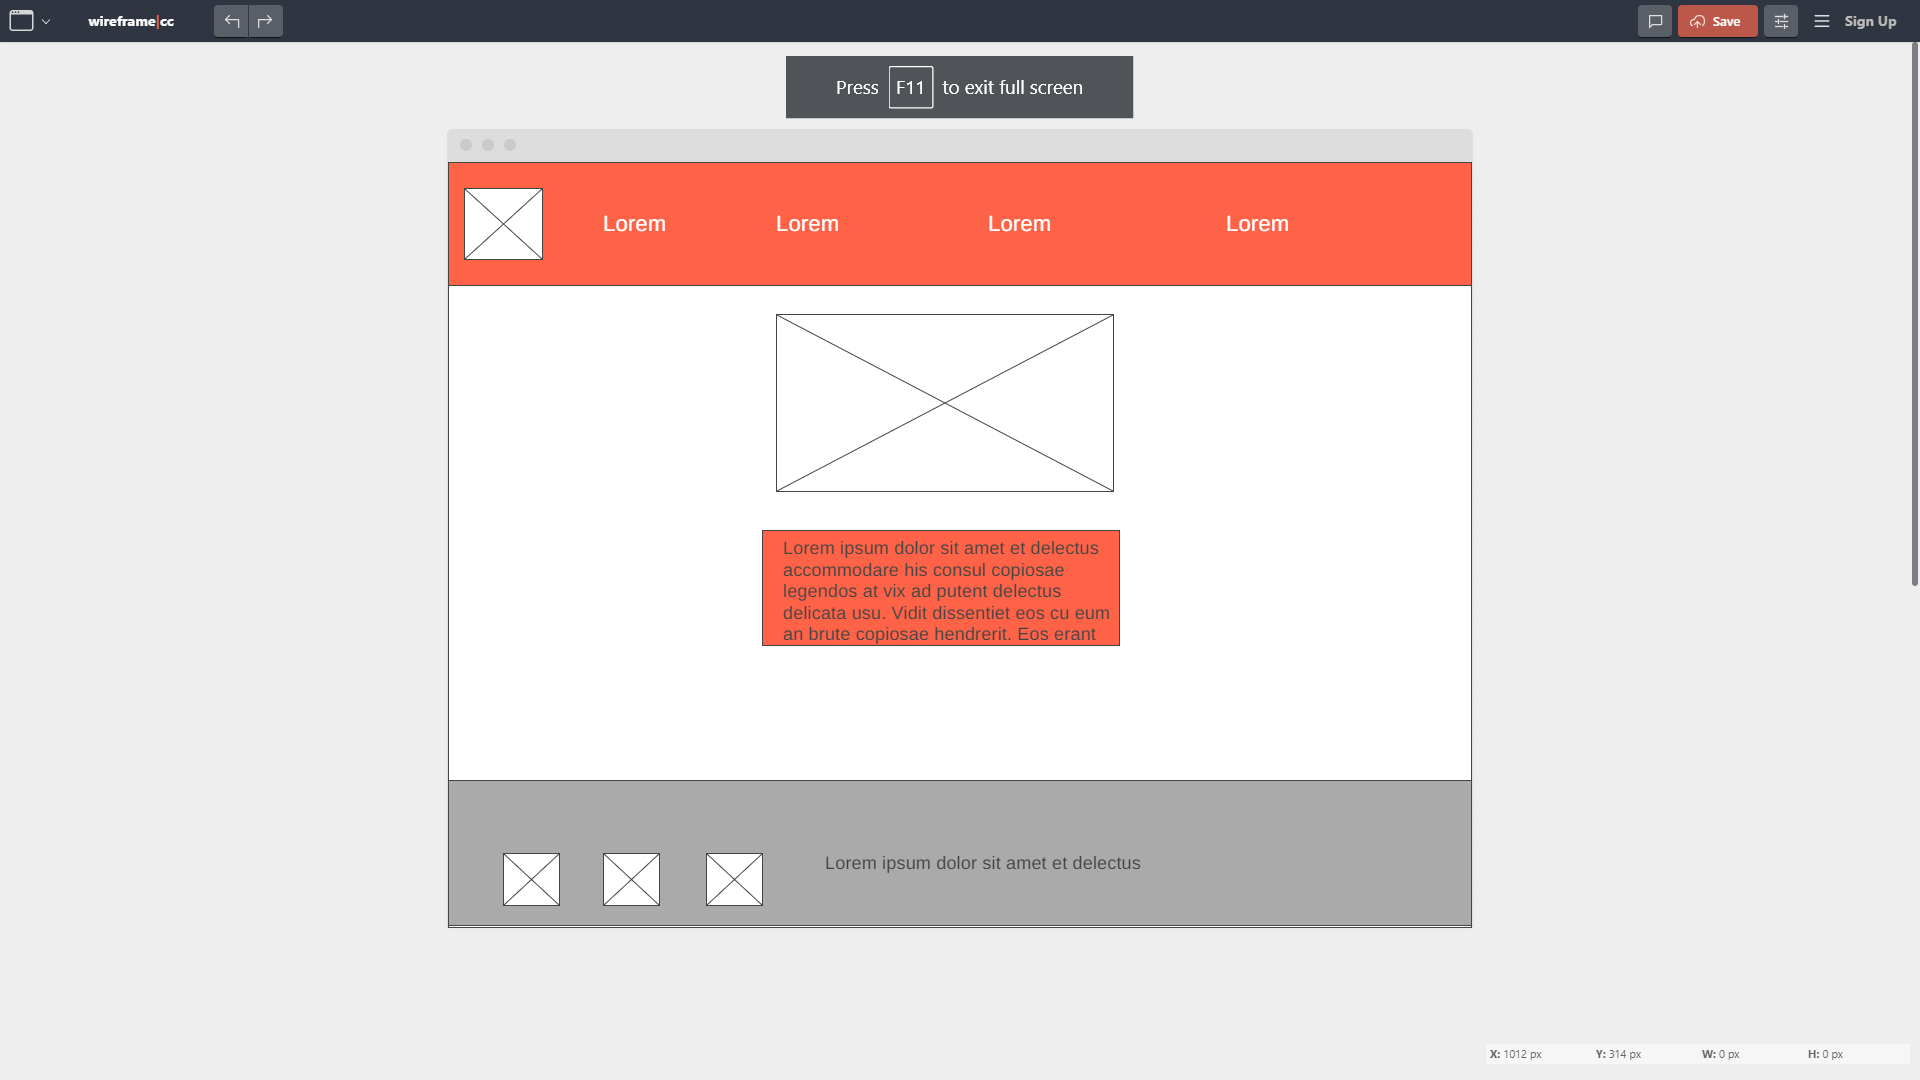 wireframe|cc
Save
Sign Up
Press F11 to exit full screen
Lorem Lorem Lorem Lorem
Lorem ipsum dolor sit amet et delectus
accommodare his consul copiosae
legendos at vix ad putent delectus
delicata usu. Vidit dissentiet eos cu eum
an brute copiosae hendrerit. Eos erant
Lorem ipsum dolor sit amet et delectus
X: 1012 px Y: 314 px W: 0 px H: 0 px